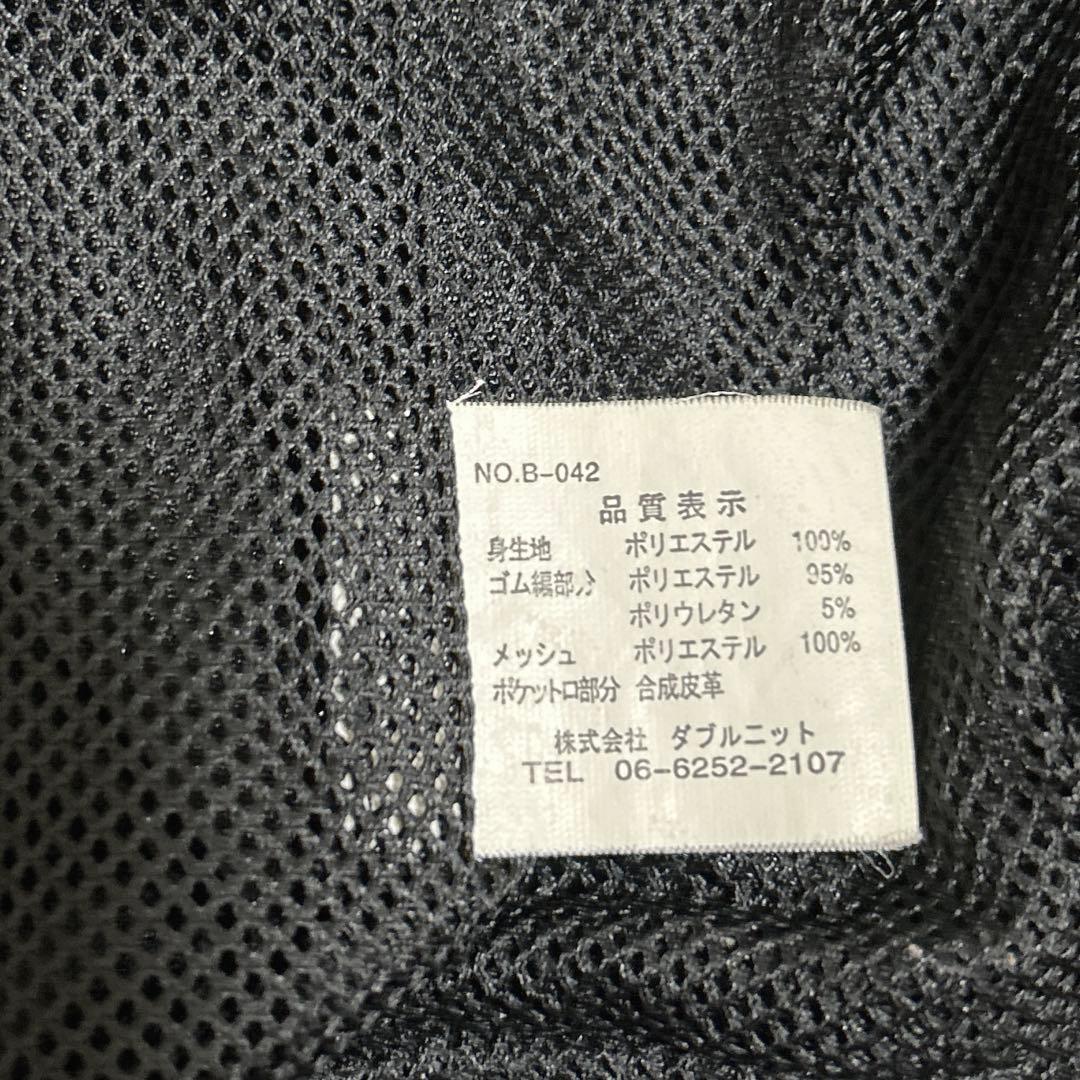 NO.B-042
品質表示
身生地 ポリエステル 100%
ゴム編部分 ポリエステル 95%
ポリウレタン 5%
メッシュ ポリエステル 100%
ポケット口部分 合成皮革
株式会社 ダブルニット
TEL 06-6252-2107